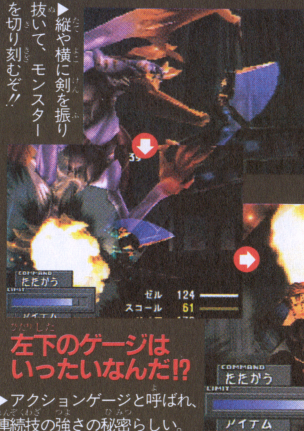 ▶縦や横に剣を振り
抜いて、モンスター
を切り刻むぞ!!
39
COMMAND
たたかう
LIMIT
アイテム
ゼル 124
スコール 61
左下のゲージは
いったいなんだ!?
▶アクションゲージと呼ばれ、
連続技の強さの秘密らしい。
COMMAND
たたかう
LIMIT
アイテム